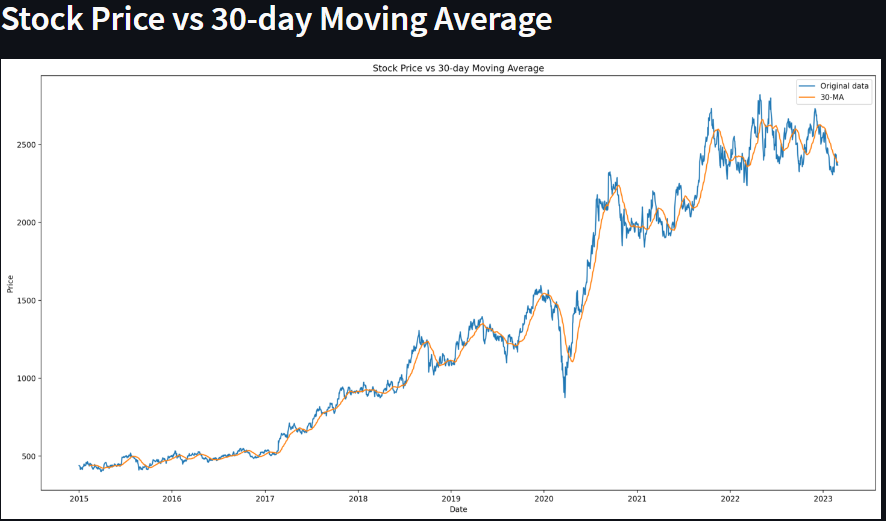 Stock Price vs 30-day Moving Average
Stock Price vs 30-day Moving Average
Original data
30-MA
2500
2000
1500
1000
500
Price
2015 2016 2017 2018 2019 2020 2021 2022 2023
Date